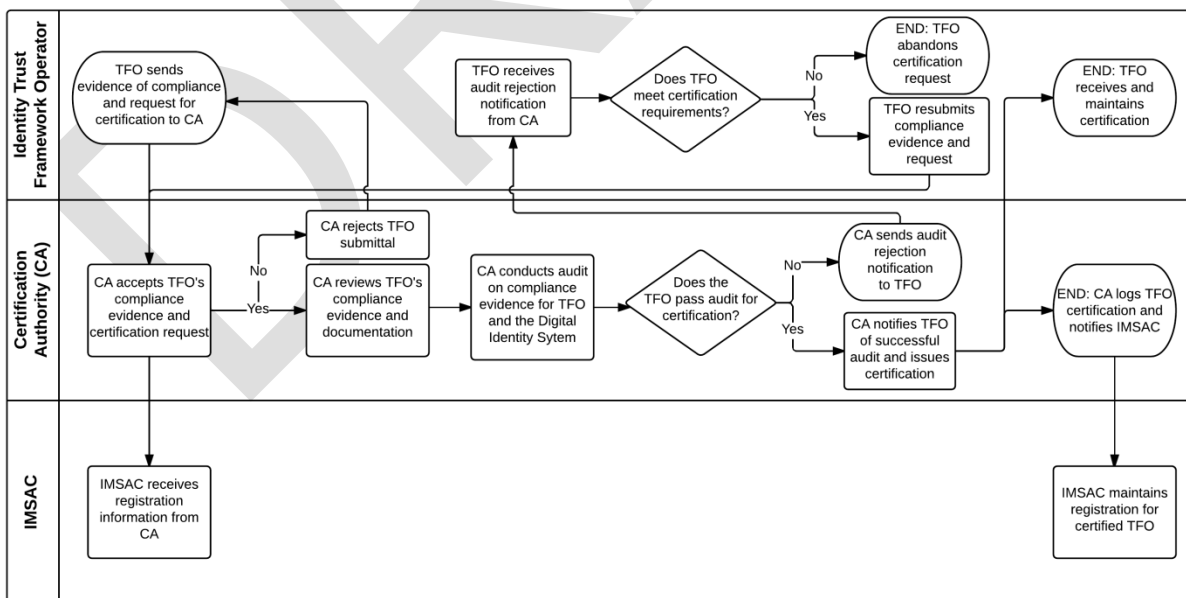 Identity Trust
Framework Operator
TFO sends
evidence of compliance
and request for
certification to CA
TFO receives
audit rejection
notification
from CA
Does TFO
meet certification
requirements?
No
Yes
END: TFO
abandons
certification
request
TFO resubmits
compliance
evidence and
request
END: TFO
receives and
maintains
certification
Certification
Authority (CA)
CA accepts TFO's
compliance
evidence and
certification request
No
Yes
CA rejects TFO
submittal
CA reviews TFO's
compliance
evidence and
documentation
CA conducts audit
on compliance
evidence for TFO
and the Digital
Identity Sytem
Does the
TFO pass audit for
certification?
No
Yes
CA sends audit
rejection
notification
to TFO
CA notifies TFO
of successful
audit and issues
certification
END: CA logs TFO
certification and
notifies IMSAC
IMSAC
IMSAC receives
registration
information from
CA
IMSAC maintains
registration for
certified TFO